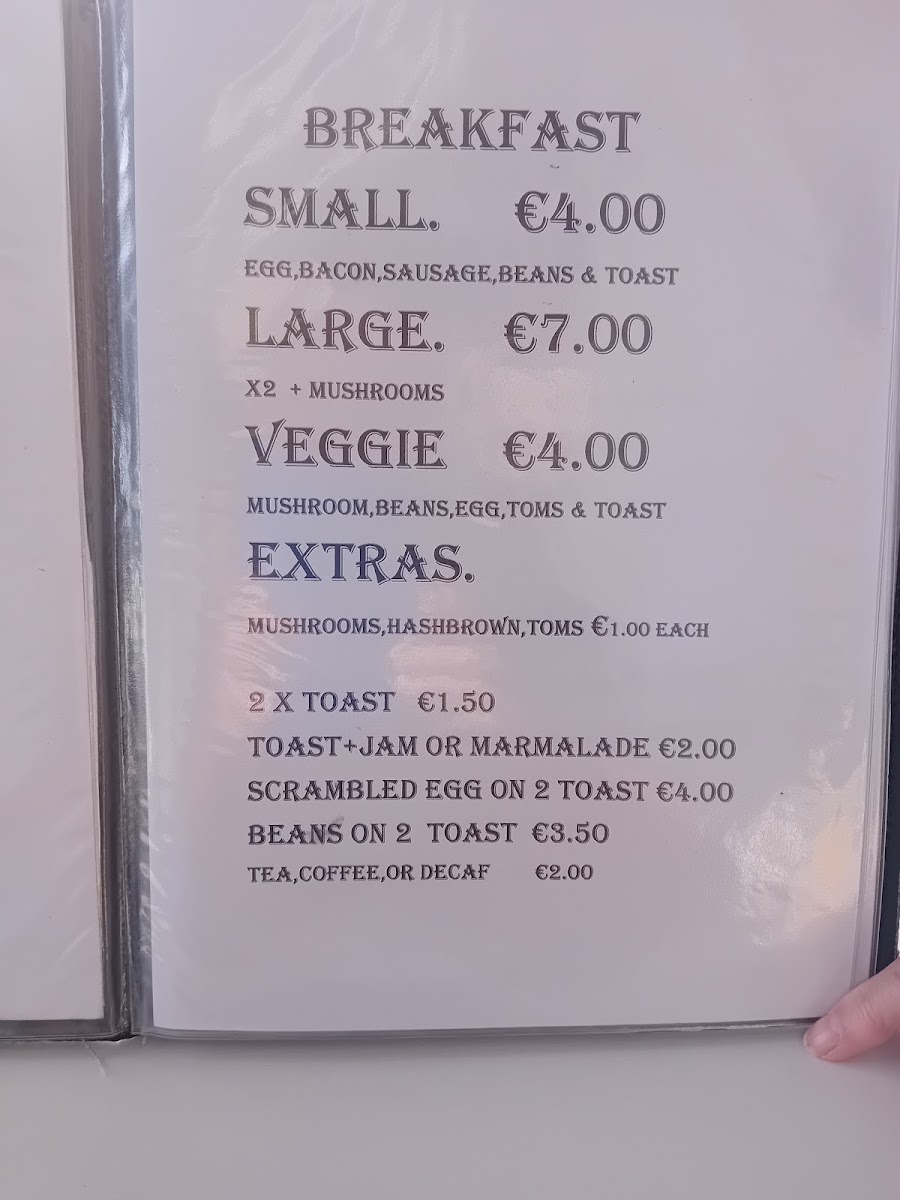 BREAKFAST
SMALL. €4.00
EGG,BACON,SAUSAGE,BEANS & TOAST
LARGE. €7.00
X2 + MUSHROOMS
VEGGIE €4.00
MUSHROOM,BEANS,EGG,TOMS & TOAST
EXTRAS.
MUSHROOMS,HASHBROWN,TOMS €1.00 EACH
2 X TOAST €1.50
TOAST+JAM OR MARMALADE €2.00
SCRAMBLED EGG ON 2 TOAST €4.00
BEANS ON 2 TOAST €3.50
TEA,COFFEE,OR DECAF €2.00